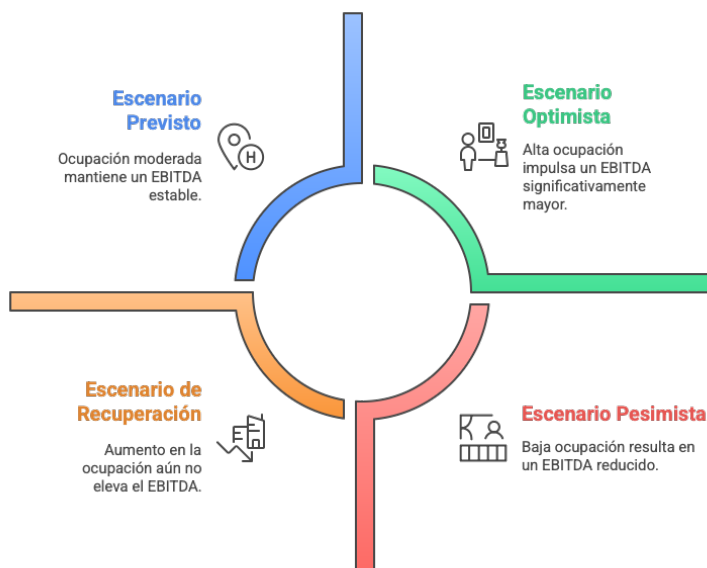 Escenario
Previsto
Ocupación moderada
mantiene un EBITDA
estable.
H
Escenario
Optimista
Alta ocupación
impulsa un EBITDA
significativamente
mayor.
Escenario de
Recuperación
Aumento en la
ocupación aún no
eleva el EBITDA.
Escenario Pesimista
Baja ocupación resulta en
un EBITDA reducido.